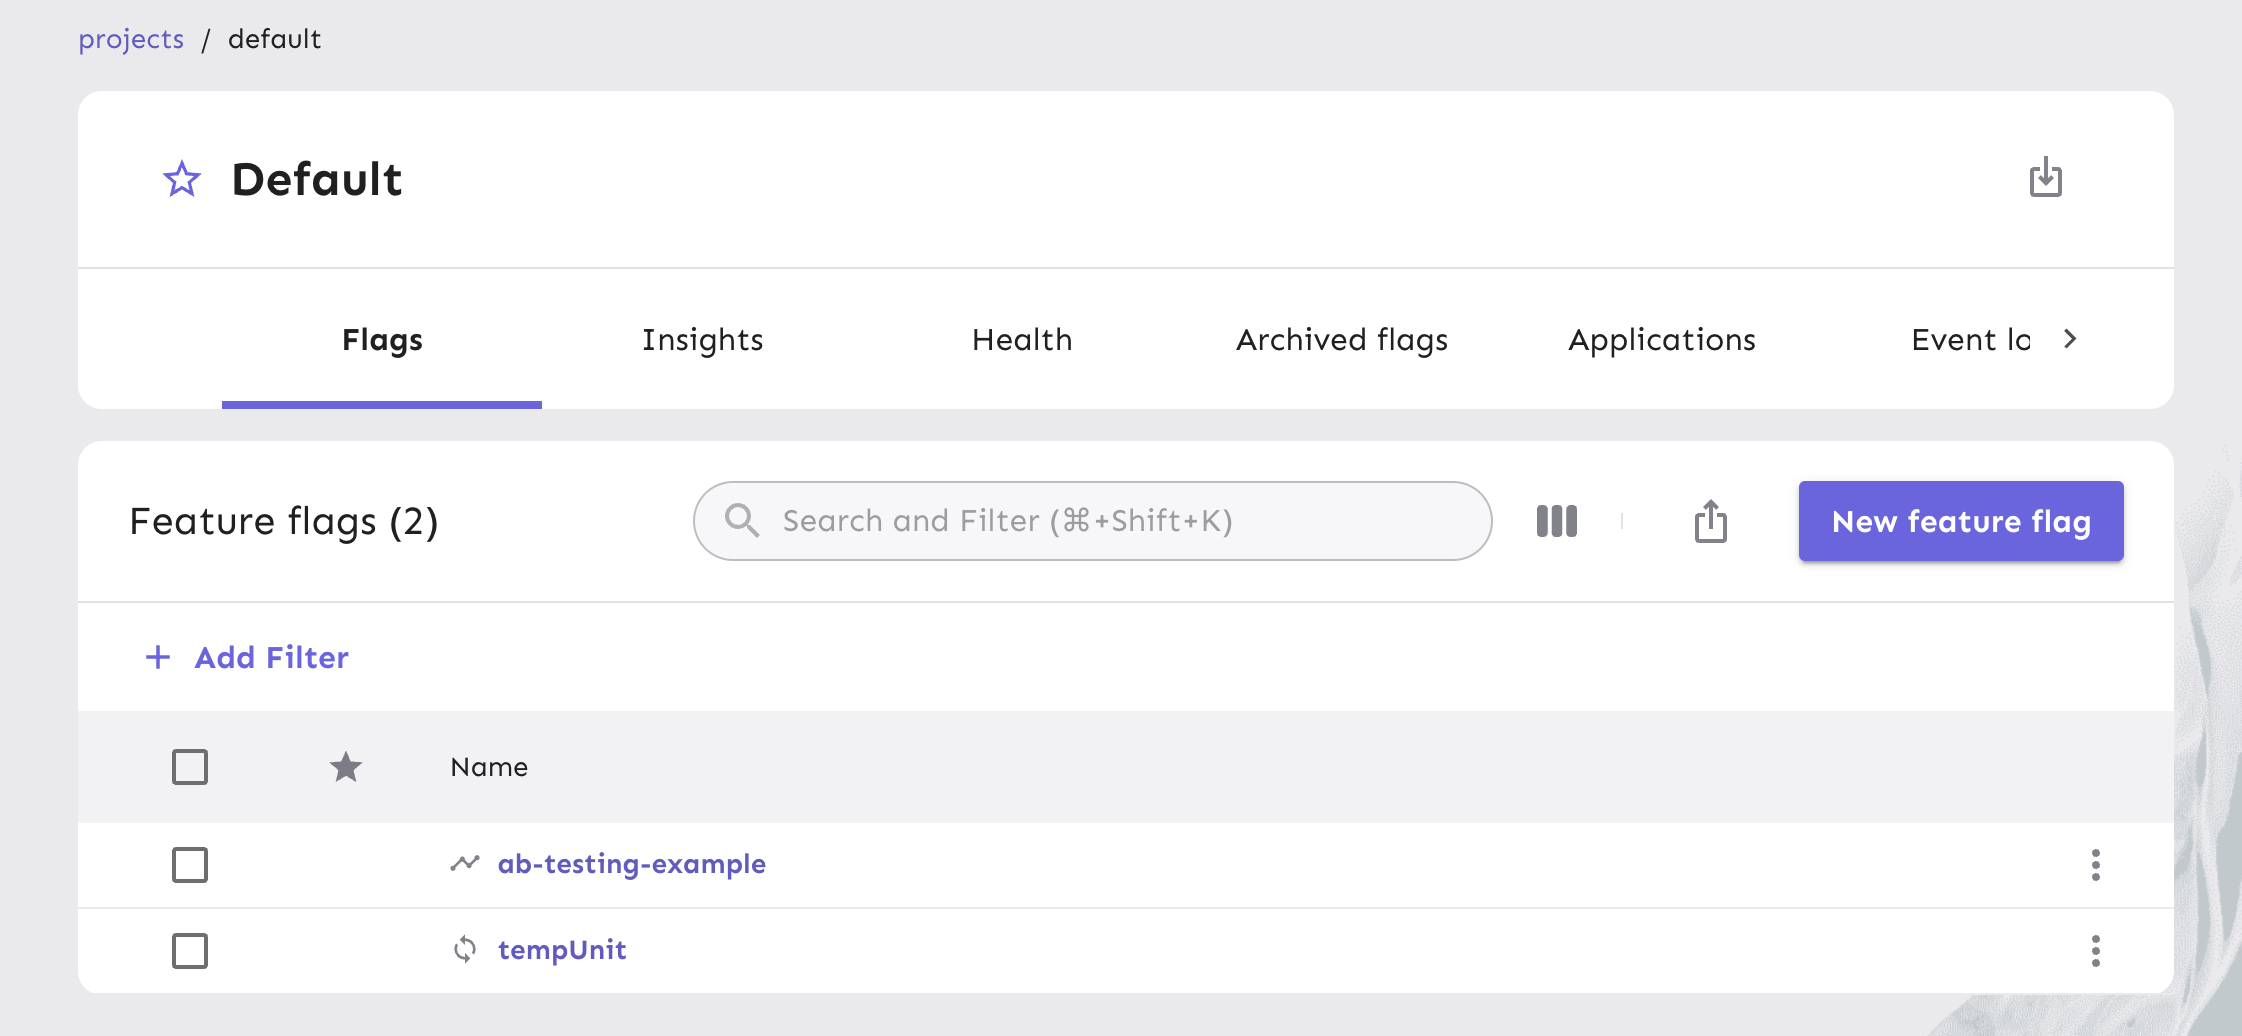 projects / default
Default
Flags Insights Health Archived flags Applications Event lo
Feature flags (2) Search and Filter (⌘+Shift+K) New feature flag
+ Add Filter
Name
ab-testing-example
tempUnit